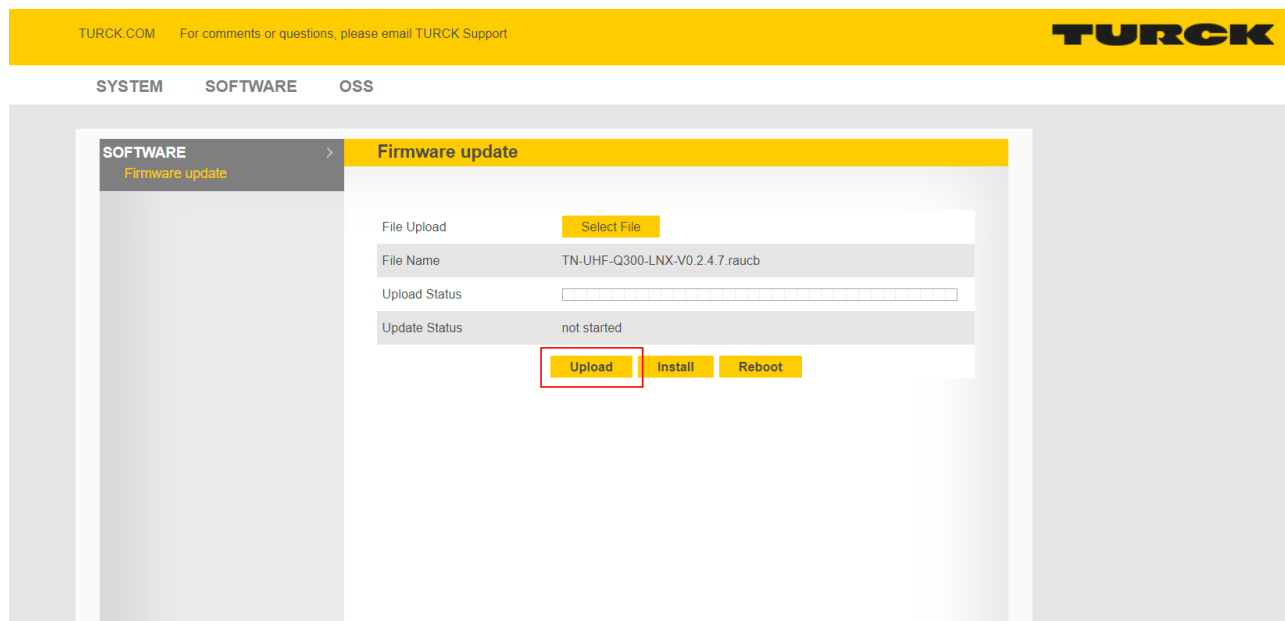 TURCK.COM For comments or questions, please email TURCK Support
TURCK
SYSTEM SOFTWARE OSS
SOFTWARE
Firmware update
Firmware update
File Upload Select File
File Name TN-UHF-Q300-LNX-V0.2.4.7.raucb
Upload Status
Update Status not started
Upload Install Reboot